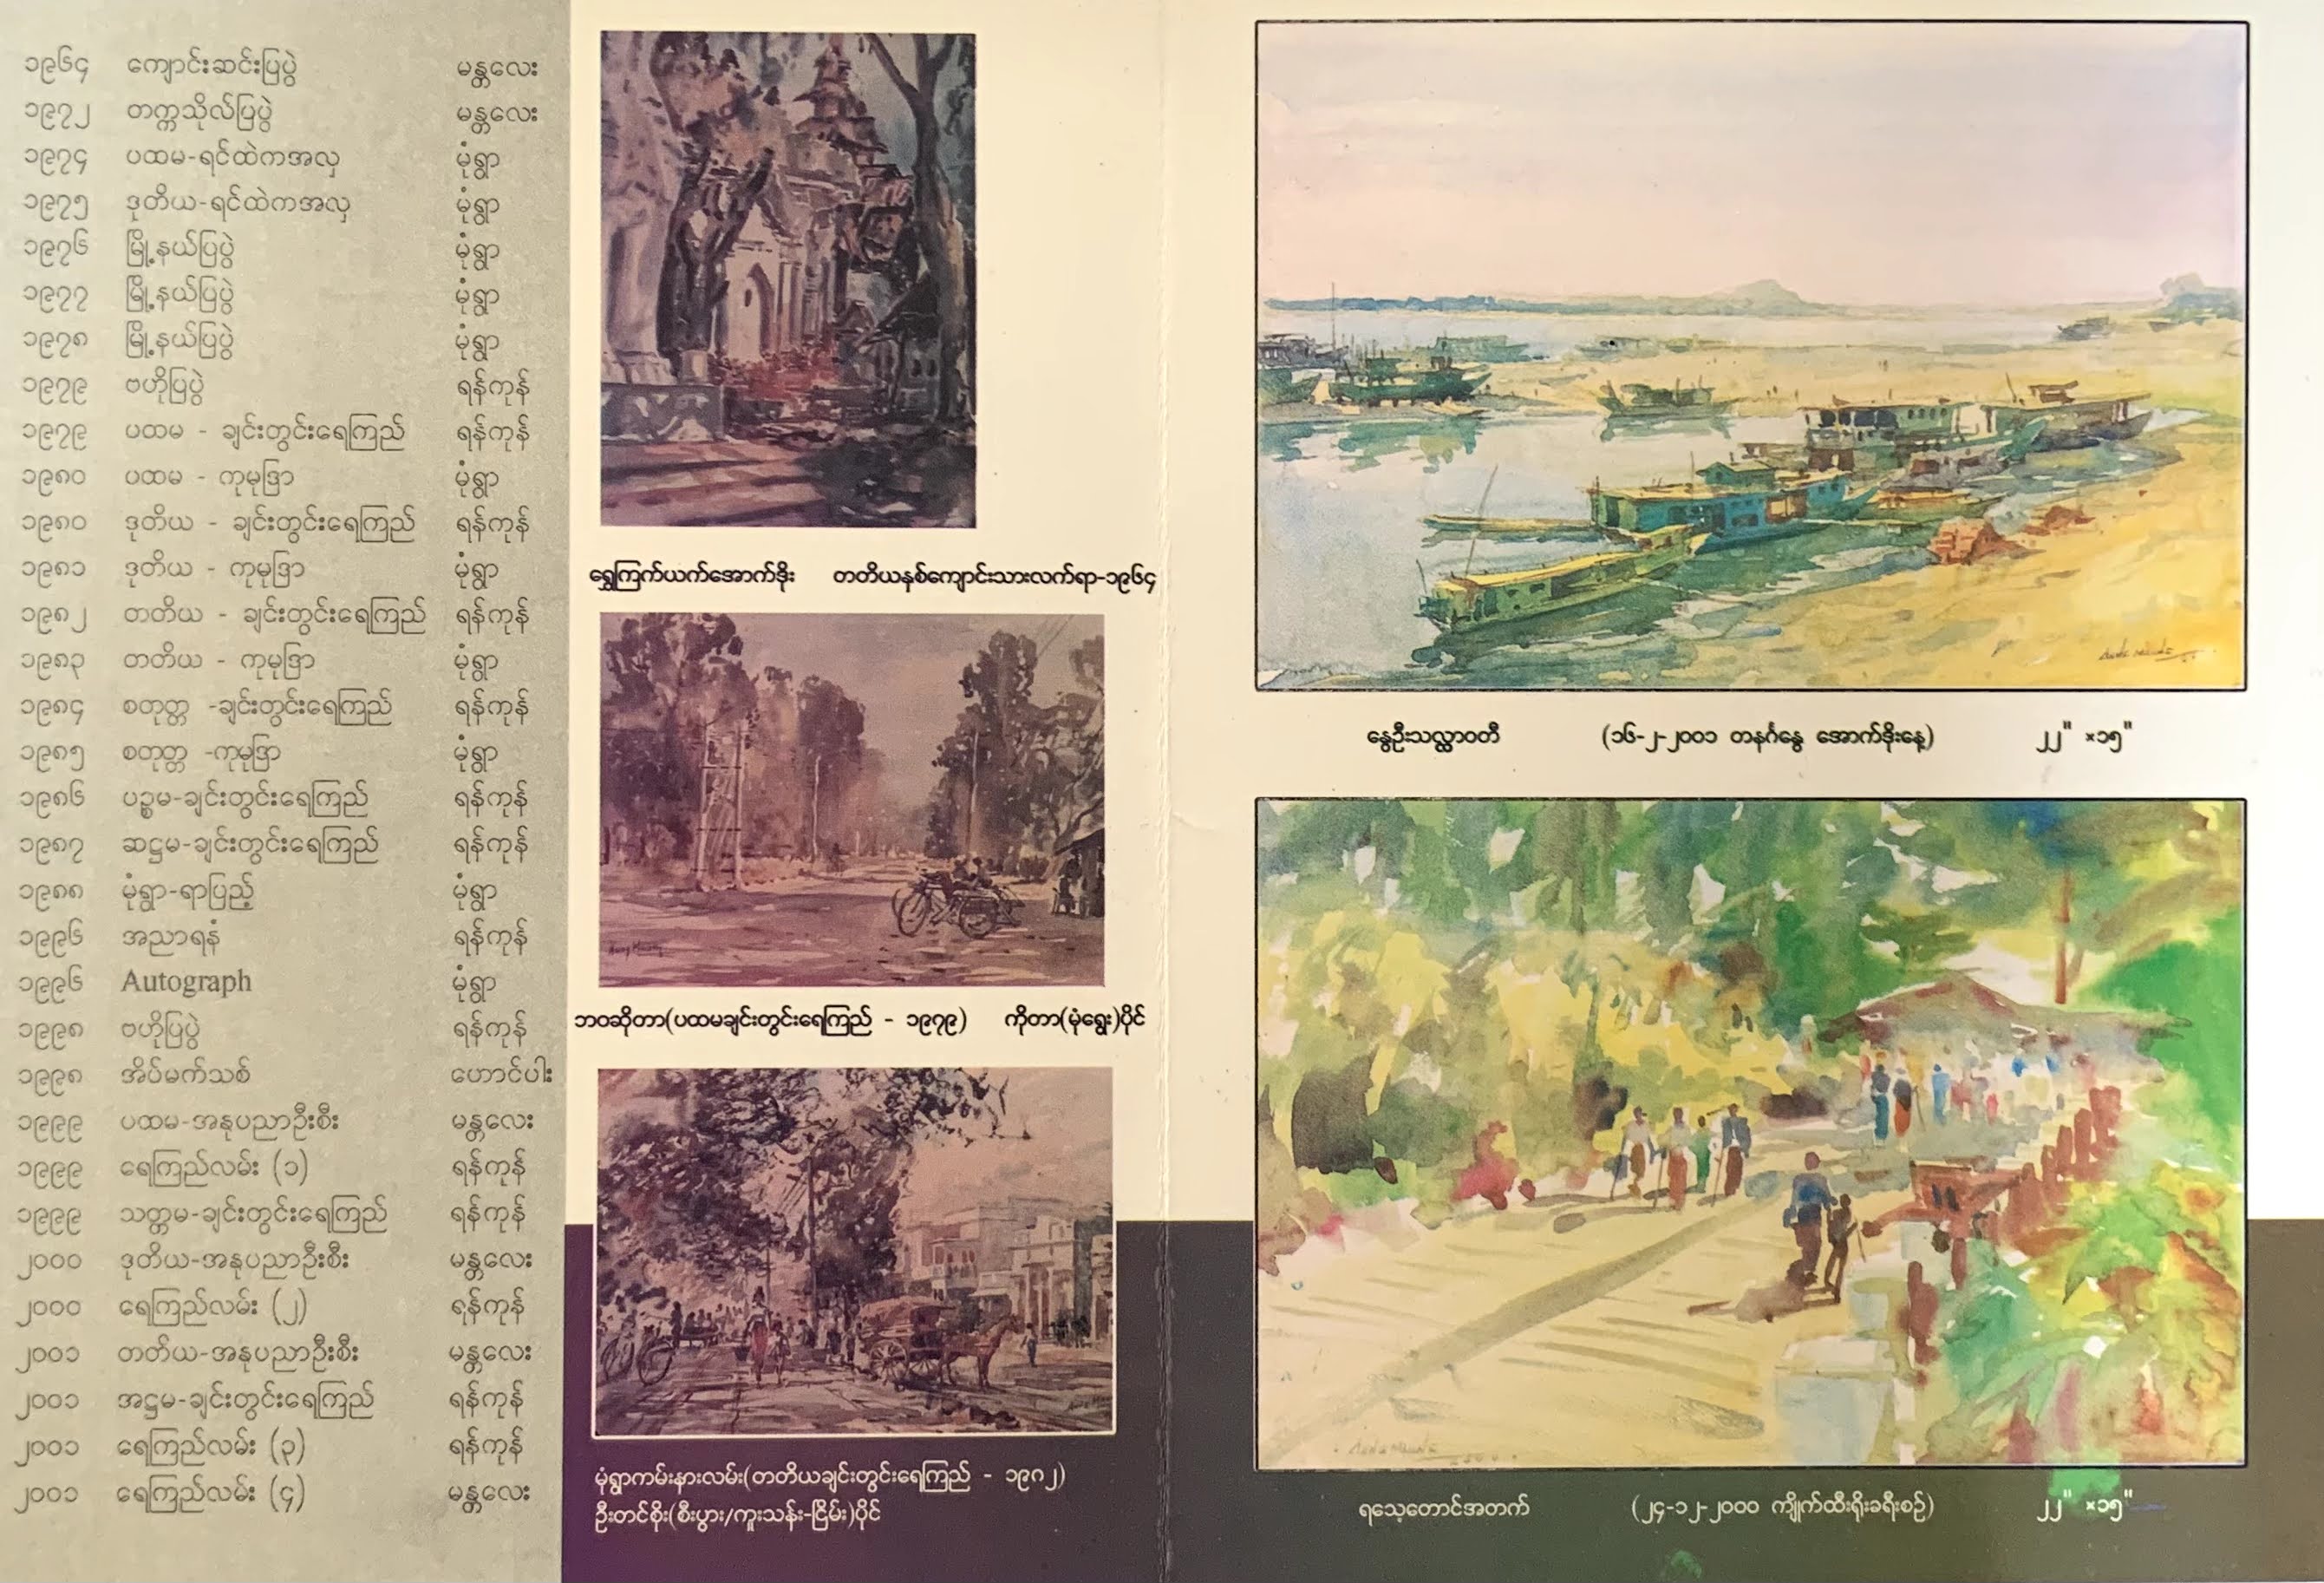 ၁၉၆၄ ကျောင်းဆင်းပြပွဲ မန္တလေး
၁၉၇၂ တက္ကသိုလ်ပြပွဲ မန္တလေး
၁၉၇၄ ပထမ-ရင်ထဲကအလှ မုံရွာ
၁၉၇၅ ဒုတိယ-ရင်ထဲကအလှ မုံရွာ
၁၉၇၆ မြို့နယ်ပြပွဲ မုံရွာ
၁၉၇၇ မြို့နယ်ပြပွဲ မုံရွာ
၁၉၇၈ မြို့နယ်ပြပွဲ မုံရွာ
၁၉၇၉ ဗဟိုပြပွဲ ရန်ကုန်
၁၉၇၉ ပထမ - ချင်းတွင်းရေကြည် ရန်ကုန်
၁၉၈၀ ပထမ - ကုမုဒြာ မုံရွာ
၁၉၈၀ ဒုတိယ - ချင်းတွင်းရေကြည် ရန်ကုန်
၁၉၈၁ ဒုတိယ - ကုမုဒြာ မုံရွာ
၁၉၈၂ တတိယ - ချင်းတွင်းရေကြည် ရန်ကုန်
၁၉၈၃ တတိယ - ကုမုဒြာ မုံရွာ
၁၉၈၄ စတုတ္ထ -ချင်းတွင်းရေကြည် ရန်ကုန်
၁၉၈၅ စတုတ္ထ -ကုမုဒြာ မုံရွာ
၁၉၈၆ ပဉ္စမ-ချင်းတွင်းရေကြည် ရန်ကုန်
၁၉၈၇ ဆဋ္ဌမ-ချင်းတွင်းရေကြည် ရန်ကုန်
၁၉၈၈ မုံရွာ-ရာပြည့် မုံရွာ
၁၉၉၆ အညာရနံ ရန်ကုန်
၁၉၉၆ Autograph မုံရွာ
၁၉၉၈ ဗဟိုပြပွဲ ရန်ကုန်
၁၉၉၈ အိပ်မက်သစ် ဟောင်ပါး
၁၉၉၉ ပထမ-အနုပညာဦးစီး မန္တလေး
၁၉၉၉ ရေကြည်လမ်း (၁) ရန်ကုန်
၁၉၉၉ သတ္တမ-ချင်းတွင်းရေကြည် ရန်ကုန်
၂၀၀၀ ဒုတိယ-အနုပညာဦးစီး မန္တလေး
၂၀၀၀ ရေကြည်လမ်း (၂) ရန်ကုန်
၂၀၀၁ တတ်ယ-အနုပညာဦးစီး မန္တလေး
၂၀၀၁ အဋ္ဌမ-ချင်းတွင်းရေကြည် ရန်ကုန်
၂၀၀၁ ရေကြည်လမ်း (၃) ရန်ကုန်
၂၀၀၁ ရေကြည်လမ်း (၄) မန္တလေး
ရွှေကြက်ယက်အောက်ဒိုး တတိယနှစ်ကျောင်းသားလက်ရာ-၁၉၆၄
Aung Maung
ဘဝဆိုတာ(ပထမချင်းတွင်းရေကြည် - ၁၉၇၉) ကိုတာ(မုံရွေး)ပိုင်
မုံရွာကမ်းနားလမ်း(တတိယချင်းတွင်းရေကြည် - ၁၉၈၂)
ဦးတင်စိုး(စီးပွား/ကူးသန်း-ငြိမ်း)ပိုင်
AUNG MAUNG
နွေဦးသလ္လာဝတီ (၁၆-၂-၂၀၀၁ တနင်္ဂနွေ အောက်ဒိုးနေ့) ၂၂" ×၁၅"
AUNG MAUNG
ရသေ့တောင်အတက် (၂၄-၁၂-၂၀၀၀ ကျိုက်ထီးရိုးခရီးစဉ်) ၂၂" ×၁၅"